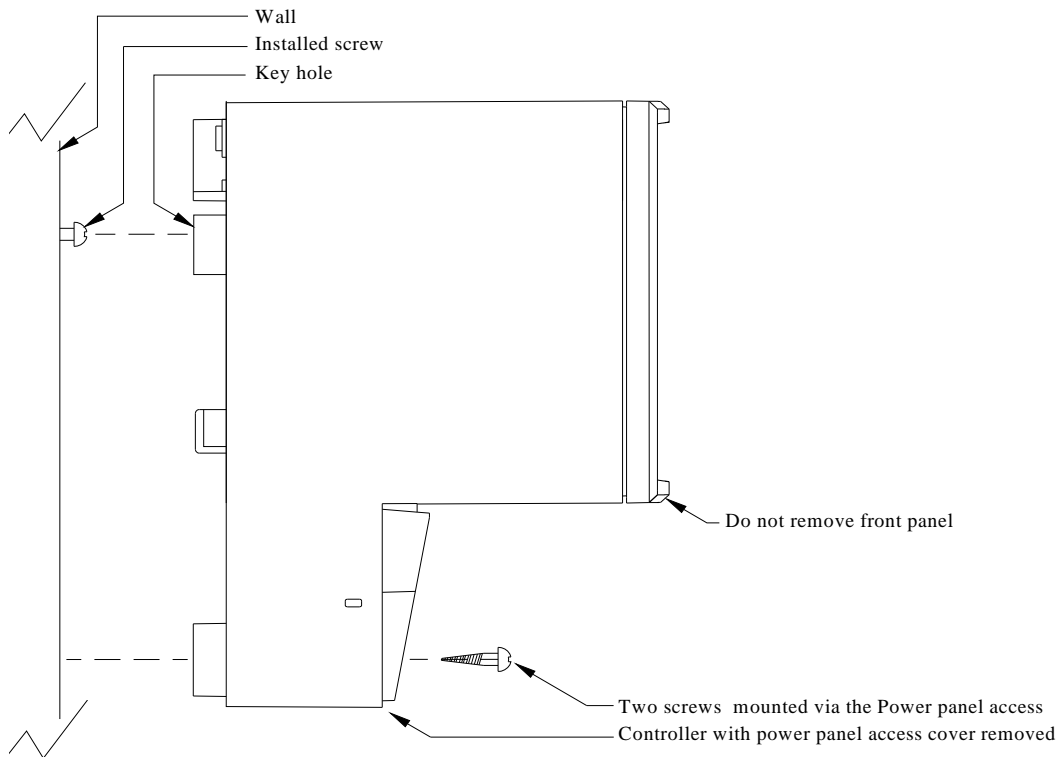 Wall
Installed screw
Key hole
Do not remove front panel
Two screws mounted via the Power panel access
Controller with power panel access cover removed